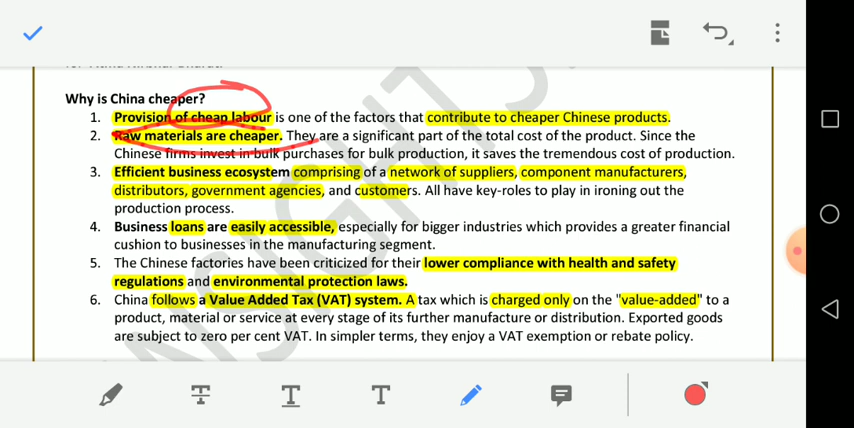 Why is China cheaper?
1. Provision of cheap labour is one of the factors that contribute to cheaper Chinese products.
2. Raw materials are cheaper. They are a significant part of the total cost of the product. Since the
Chinese firms invest in bulk purchases for bulk production, it saves the tremendous cost of production.
3. Efficient business ecosystem comprising of a network of suppliers, component manufacturers,
distributors, government agencies, and customers. All have key-roles to play in ironing out the
production process.
4. Business loans are easily accessible, especially for bigger industries which provides a greater financial
cushion to businesses in the manufacturing segment.
5. The Chinese factories have been criticized for their lower compliance with health and safety
regulations and environmental protection laws.
6. China follows a Value Added Tax (VAT) system. A tax which is charged only on the "value-added" to a
product, material or service at every stage of its further manufacture or distribution. Exported goods
are subject to zero per cent VAT. In simpler terms, they enjoy a VAT exemption or rebate policy.